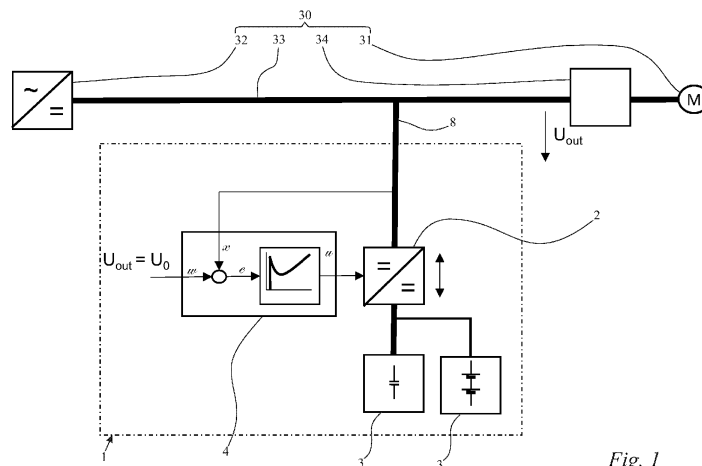 30
32 33 34 31
~
=
M
8
U_out
2
x
U_out = U_0
w e u
=
=
1
4
3
3
Fig. 1